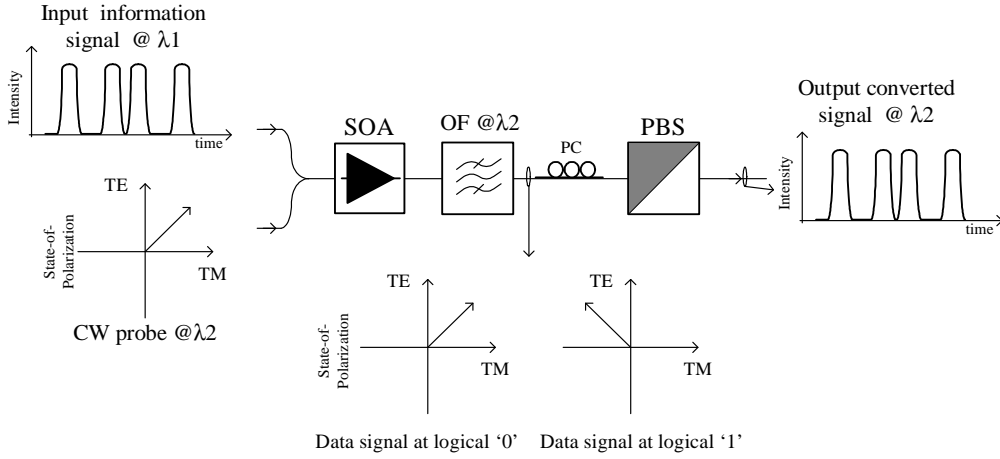 Input information
signal @ λ1
Intensity
time
TE
State-of-
Polarization
TM
CW probe @λ2
SOA
OF @λ2
PC
PBS
Output converted
signal @ λ2
Intensity
time
TE
State-of-
Polarization
TM
Data signal at logical ‘0’
TE
TM
Data signal at logical ‘1’